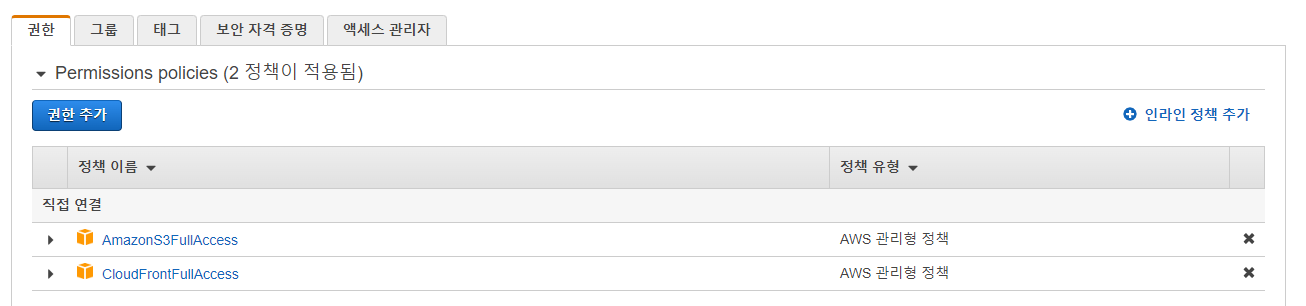 권한 그룹 태그 보안 자격 증명 액세스 관리자
Permissions policies (2 정책이 적용됨)
권한 추가 인라인 정책 추가
정책 이름 정책 유형
직접 연결
AmazonS3FullAccess AWS 관리형 정책
CloudFrontFullAccess AWS 관리형 정책